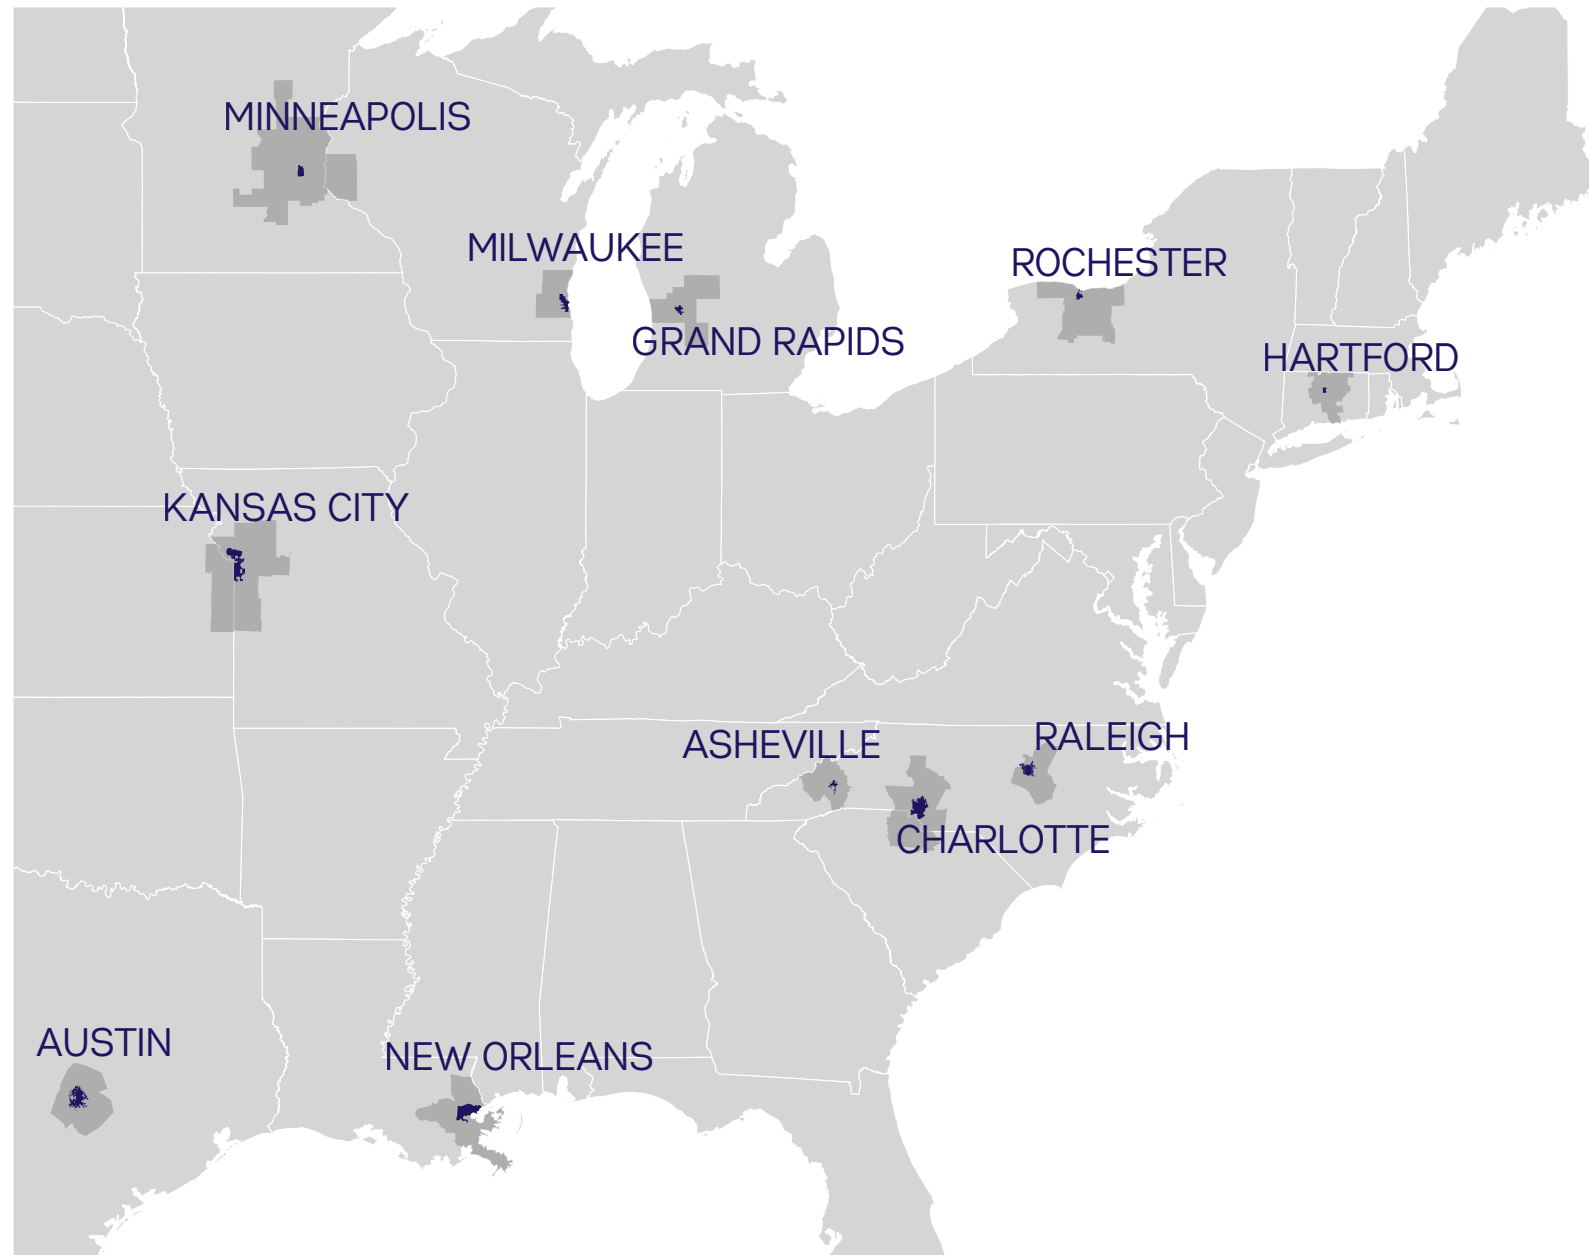 MINNEAPOLIS
MILWAUKEE
ROCHESTER
GRAND RAPIDS
HARTFORD
KANSAS CITY
ASHEVILLE
RALEIGH
CHARLOTTE
AUSTIN
NEW ORLEANS